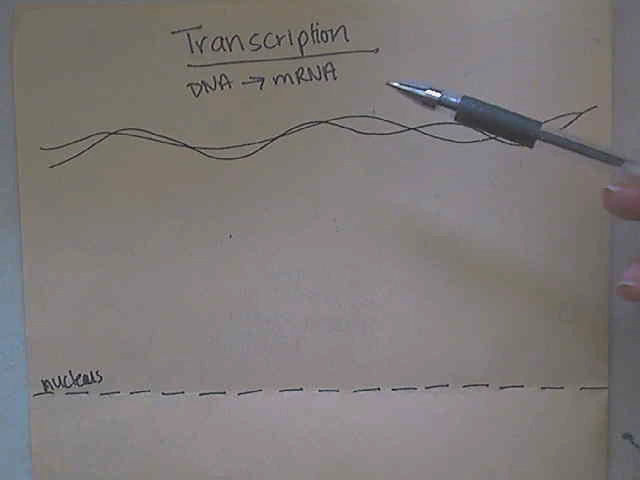 Transcription
DNA → mRNA
nucleus